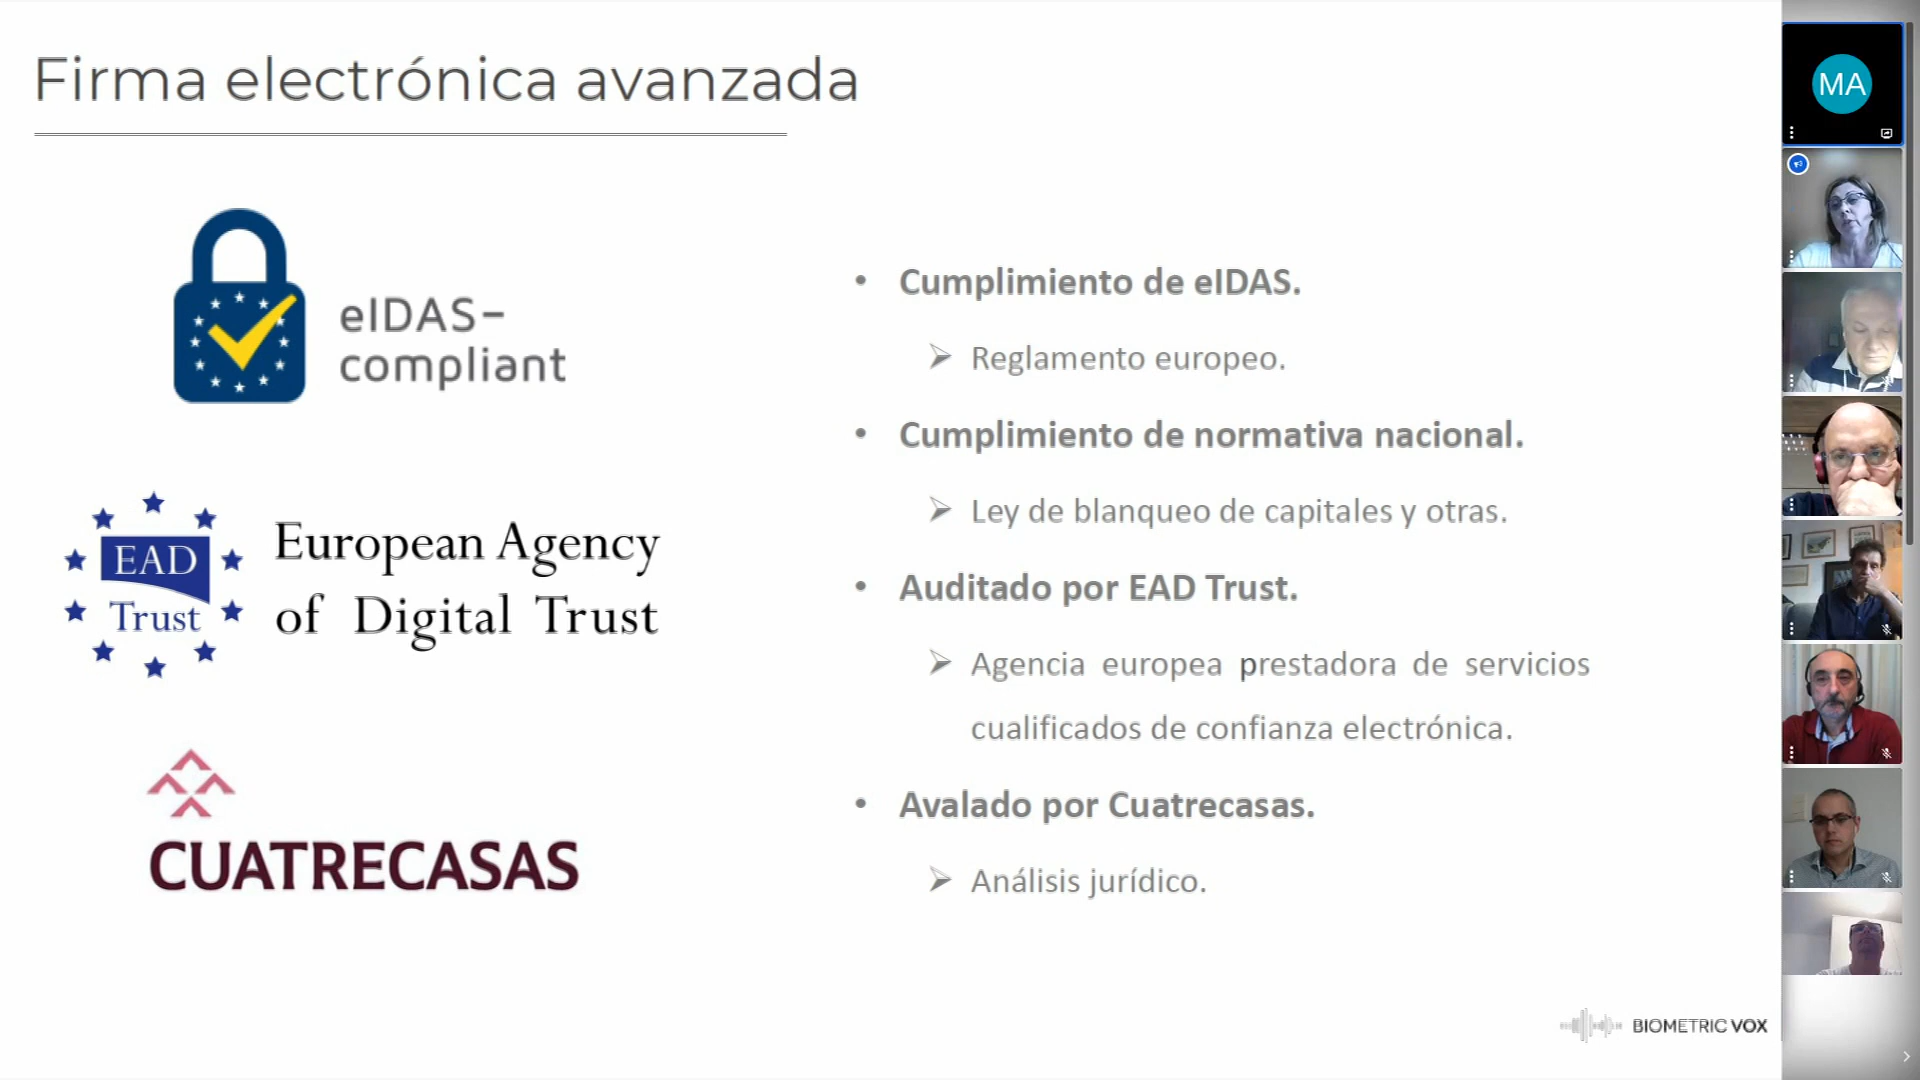 Firma electrónica avanzada
eIDAS-
compliant
EAD
Trust
European Agency
of Digital Trust
CUATRECASAS
• Cumplimiento de eIDAS.
➢ Reglamento europeo.
• Cumplimiento de normativa nacional.
➢ Ley de blanqueo de capitales y otras.
• Auditado por EAD Trust.
➢ Agencia europea prestadora de servicios
cualificados de confianza electrónica.
• Avalado por Cuatrecasas.
➢ Análisis jurídico.
BIOMETRIC VOX
MA